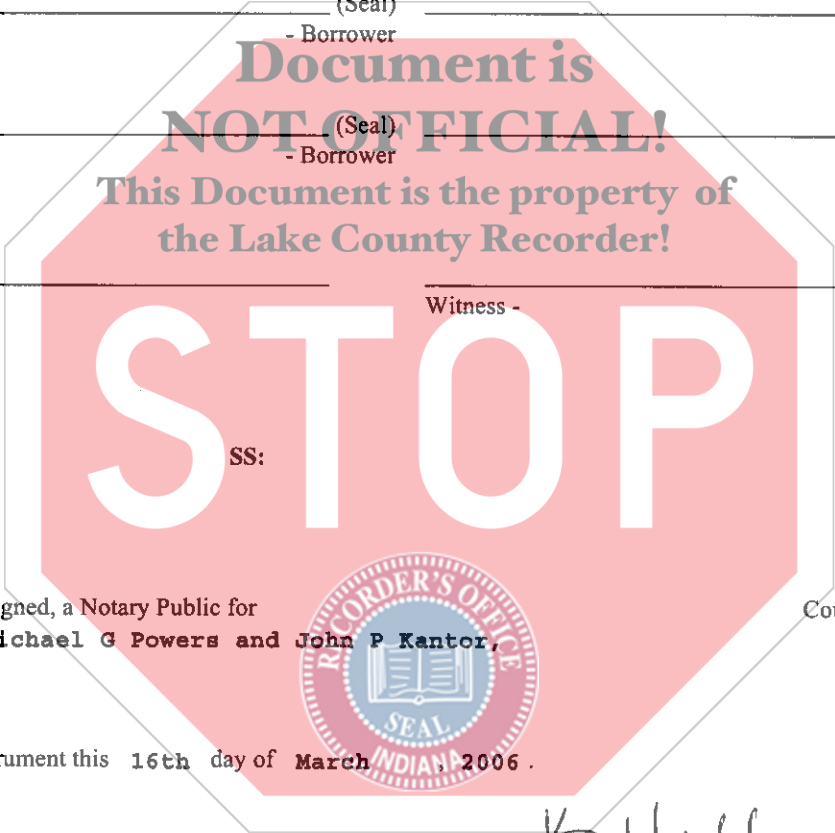 (Seal)
- Borrower
Document is
NOT OFFICIAL!
(Seal)
- Borrower
This Document is the property of
the Lake County Recorder!
Witness -
STOP
SS:
gned, a Notary Public for
ichael G Powers and John P Kantor,
RECORDER'S OFFICE
SEAL
INDIANA
rument this 16th day of March , 2006 .